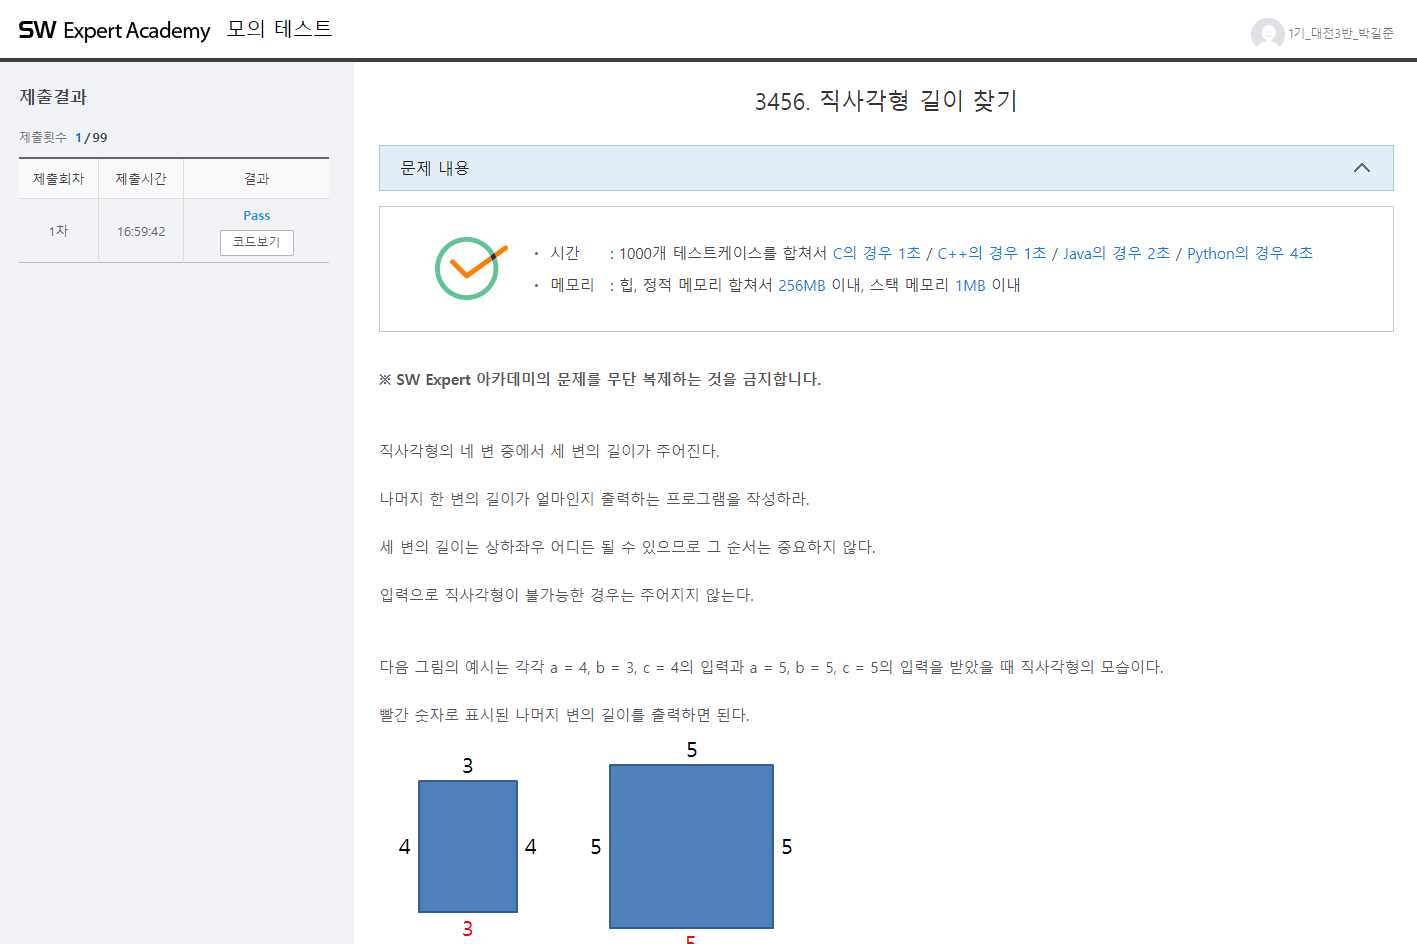 SW Expert Academy 모의 테스트
1기_대전3반_박길준
제출결과
제출횟수 1 / 99
제출회차 제출시간 결과
1차 16:59:42 Pass
코드보기
3456. 직사각형 길이 찾기
문제 내용
• 시간 : 1000개 테스트케이스를 합쳐서 C의 경우 1초 / C++의 경우 1초 / Java의 경우 2초 / Python의 경우 4초
• 메모리 : 힙, 정적 메모리 합쳐서 256MB 이내, 스택 메모리 1MB 이내
※ SW Expert 아카데미의 문제를 무단 복제하는 것을 금지합니다.
직사각형의 네 변 중에서 세 변의 길이가 주어진다.
나머지 한 변의 길이가 얼마인지 출력하는 프로그램을 작성하라.
세 변의 길이는 상하좌우 어디든 될 수 있으므로 그 순서는 중요하지 않다.
입력으로 직사각형이 불가능한 경우는 주어지지 않는다.
다음 그림의 예시는 각각 a = 4, b = 3, c = 4의 입력과 a = 5, b = 5, c = 5의 입력을 받았을 때 직사각형의 모습이다.
빨간 숫자로 표시된 나머지 변의 길이를 출력하면 된다.
3
4 4
3
5
5 5
5